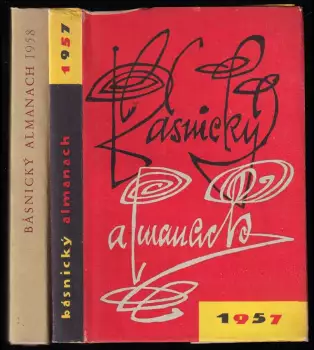 BÁSNICKÝ ALMANACH 1958
básnický almanach 1957
Básnický
almanach
1957